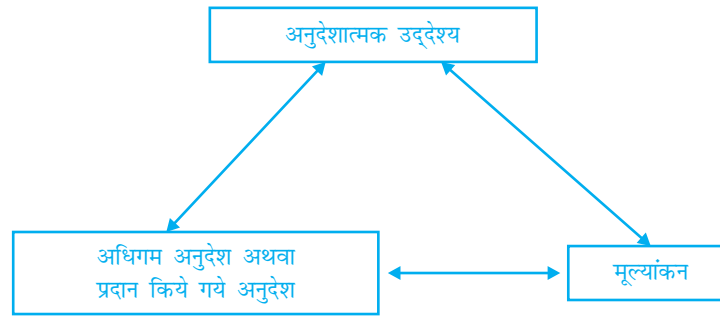 अनुदेशात्मक उद्‌देश्य
अधिगम अनुदेश अथवा
प्रदान किये गये अनुदेश
मूल्यांकन